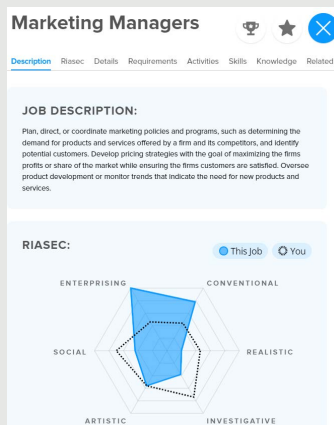 Marketing Managers
Description Riasec Details Requirements Activities Skills Knowledge Related
JOB DESCRIPTION:
Plan, direct, or coordinate marketing policies and programs, such as determining the
demand for products and services offered by a firm and its competitors, and identify
potential customers. Develop pricing strategies with the goal of maximizing the firms
profits or share of the market while ensuring the firms customers are satisfied. Oversee
product development or monitor trends that indicate the need for new products and
services.
RIASEC:
This Job You
ENTERPRISING CONVENTIONAL
SOCIAL REALISTIC
ARTISTIC INVESTIGATIVE